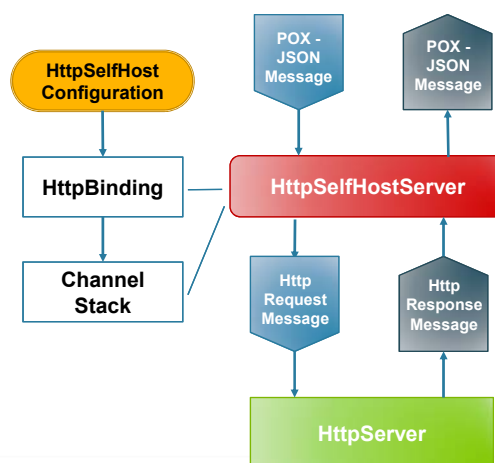 HttpSelfHost
Configuration
POX -
JSON
Message
POX -
JSON
Message
HttpBinding
HttpSelfHostServer
Channel
Stack
Http
Request
Message
Http
Response
Message
HttpServer